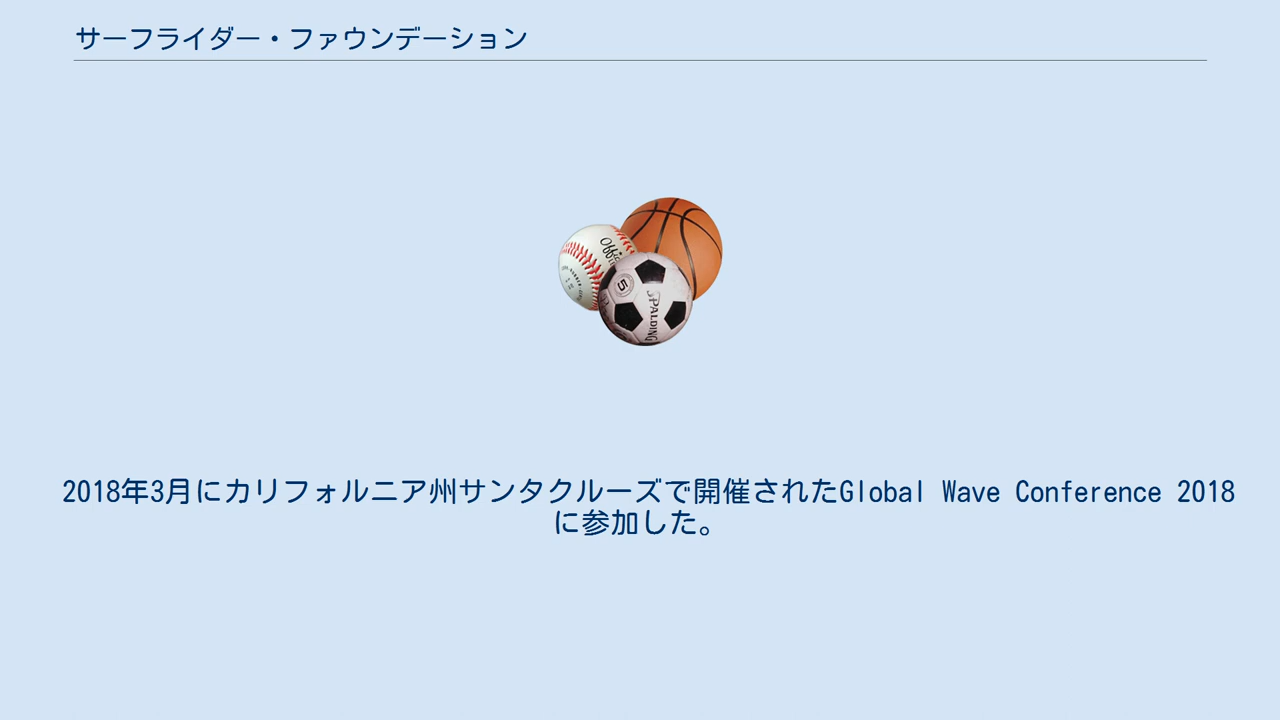 サーフライダー・ファウンデーション
Offic
5
SPALDING
2018年3月にカリフォルニア州サンタクルーズで開催されたGlobal Wave Conference 2018
に参加した。